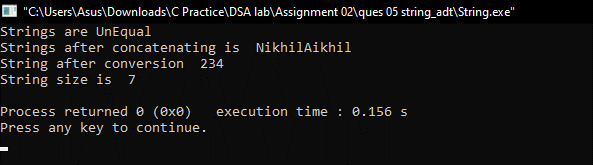 "C:\Users\Asus\Downloads\C Practice\DSA lab\Assignment 02\ques 05 string_adt\String.exe"
Strings are UnEqual
Strings after concatenating is  NikhilAikhil
String after conversion  234
String size is  7

Process returned 0 (0x0)   execution time : 0.156 s
Press any key to continue.